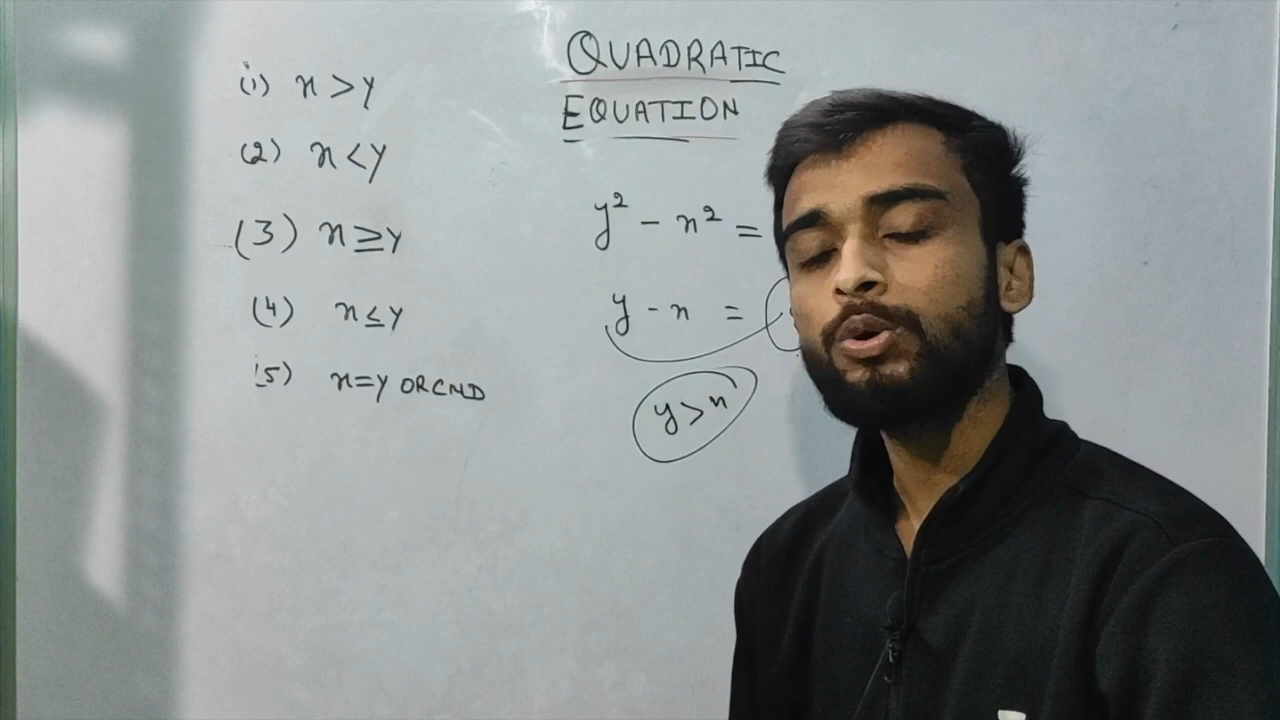 QUADRATIC
EQUATION
(1) x > y
(2) x < y
(3) x ≥ y
(4) x ≤ y
(5) x = y OR CND
y² - x² =
y - x =
y > x